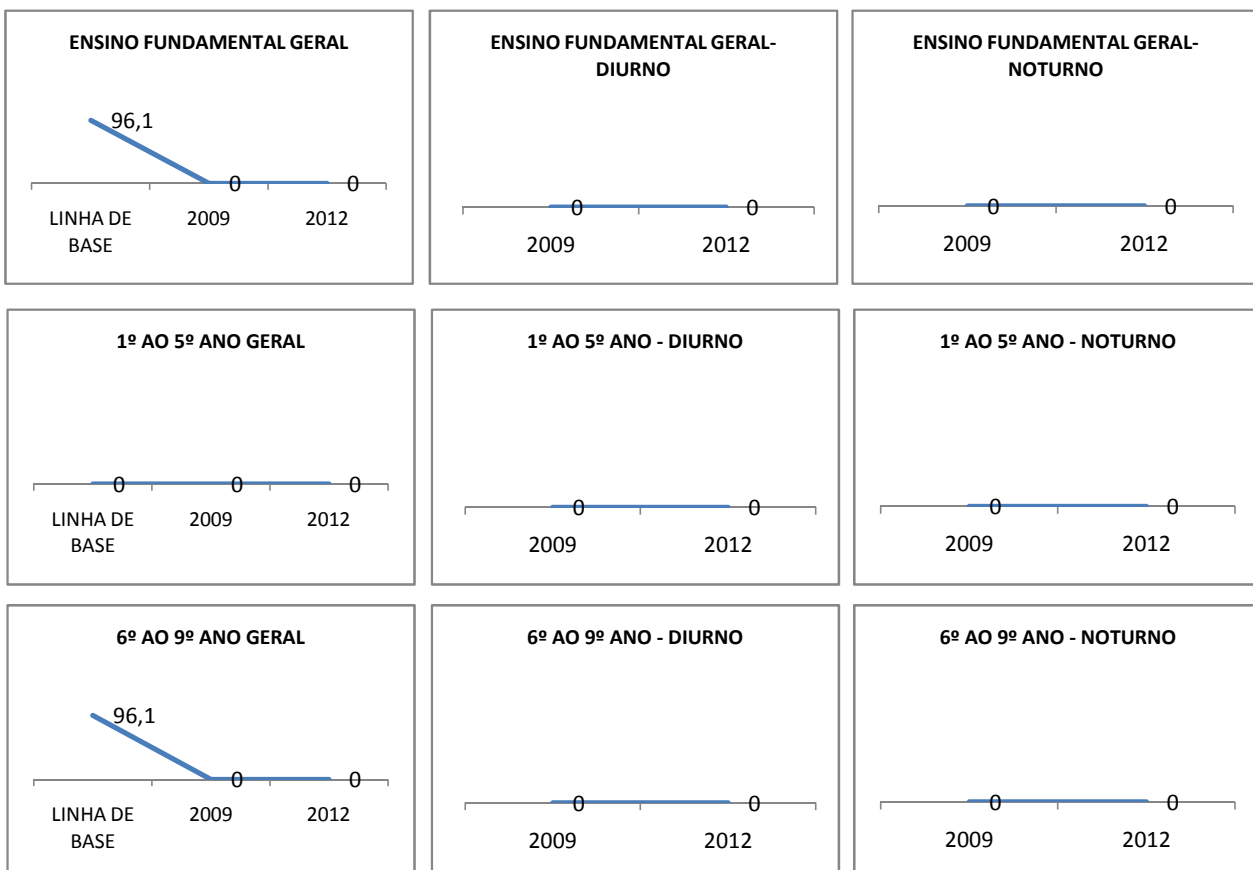 ENSINO FUNDAMENTAL GERAL
96,1
0
0
LINHA DE
BASE
2009
2012
ENSINO FUNDAMENTAL GERAL-
DIURNO
0
0
2009
2012
ENSINO FUNDAMENTAL GERAL-
NOTURNO
0
0
2009
2012
1º AO 5º ANO GERAL
0
0
0
LINHA DE
BASE
2009
2012
1º AO 5º ANO - DIURNO
0
0
2009
2012
1º AO 5º ANO - NOTURNO
0
0
2009
2012
6º AO 9º ANO GERAL
96,1
0
0
LINHA DE
BASE
2009
2012
6º AO 9º ANO - DIURNO
0
0
2009
2012
6º AO 9º ANO - NOTURNO
0
0
2009
2012